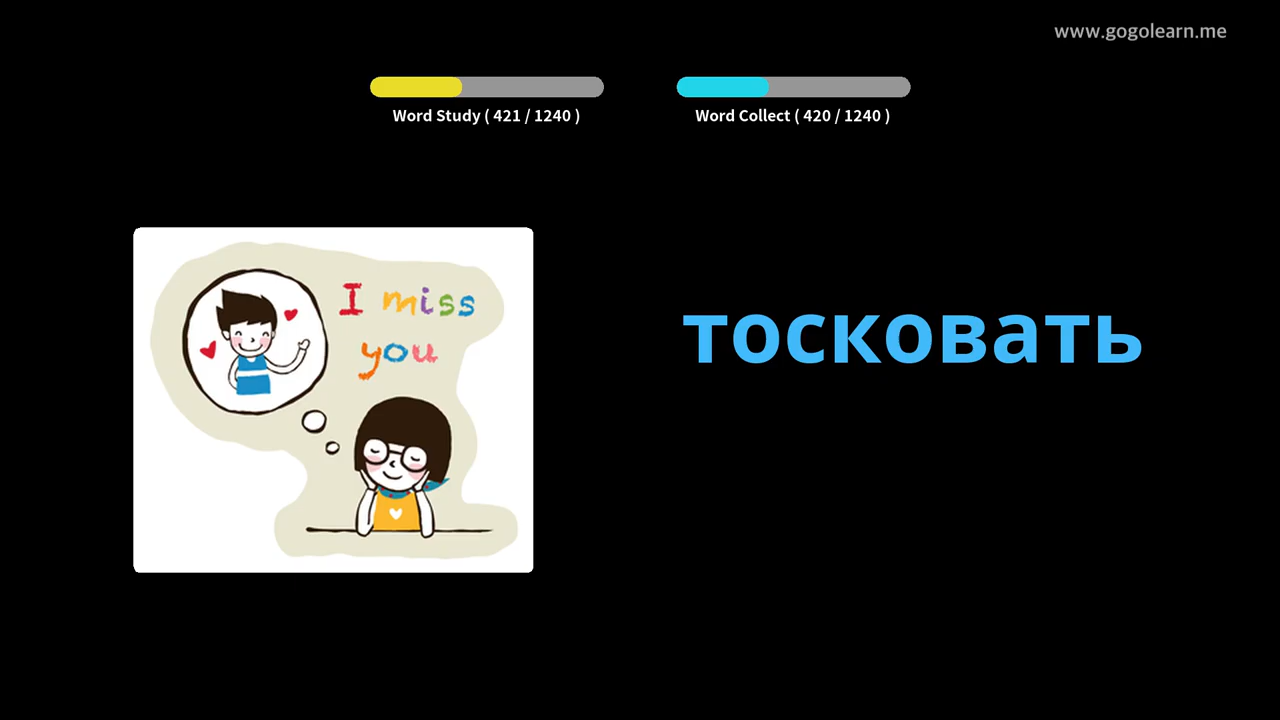 www.gogolearn.me
Word Study ( 421 / 1240 )
Word Collect ( 420 / 1240 )
I miss
you
тосковать